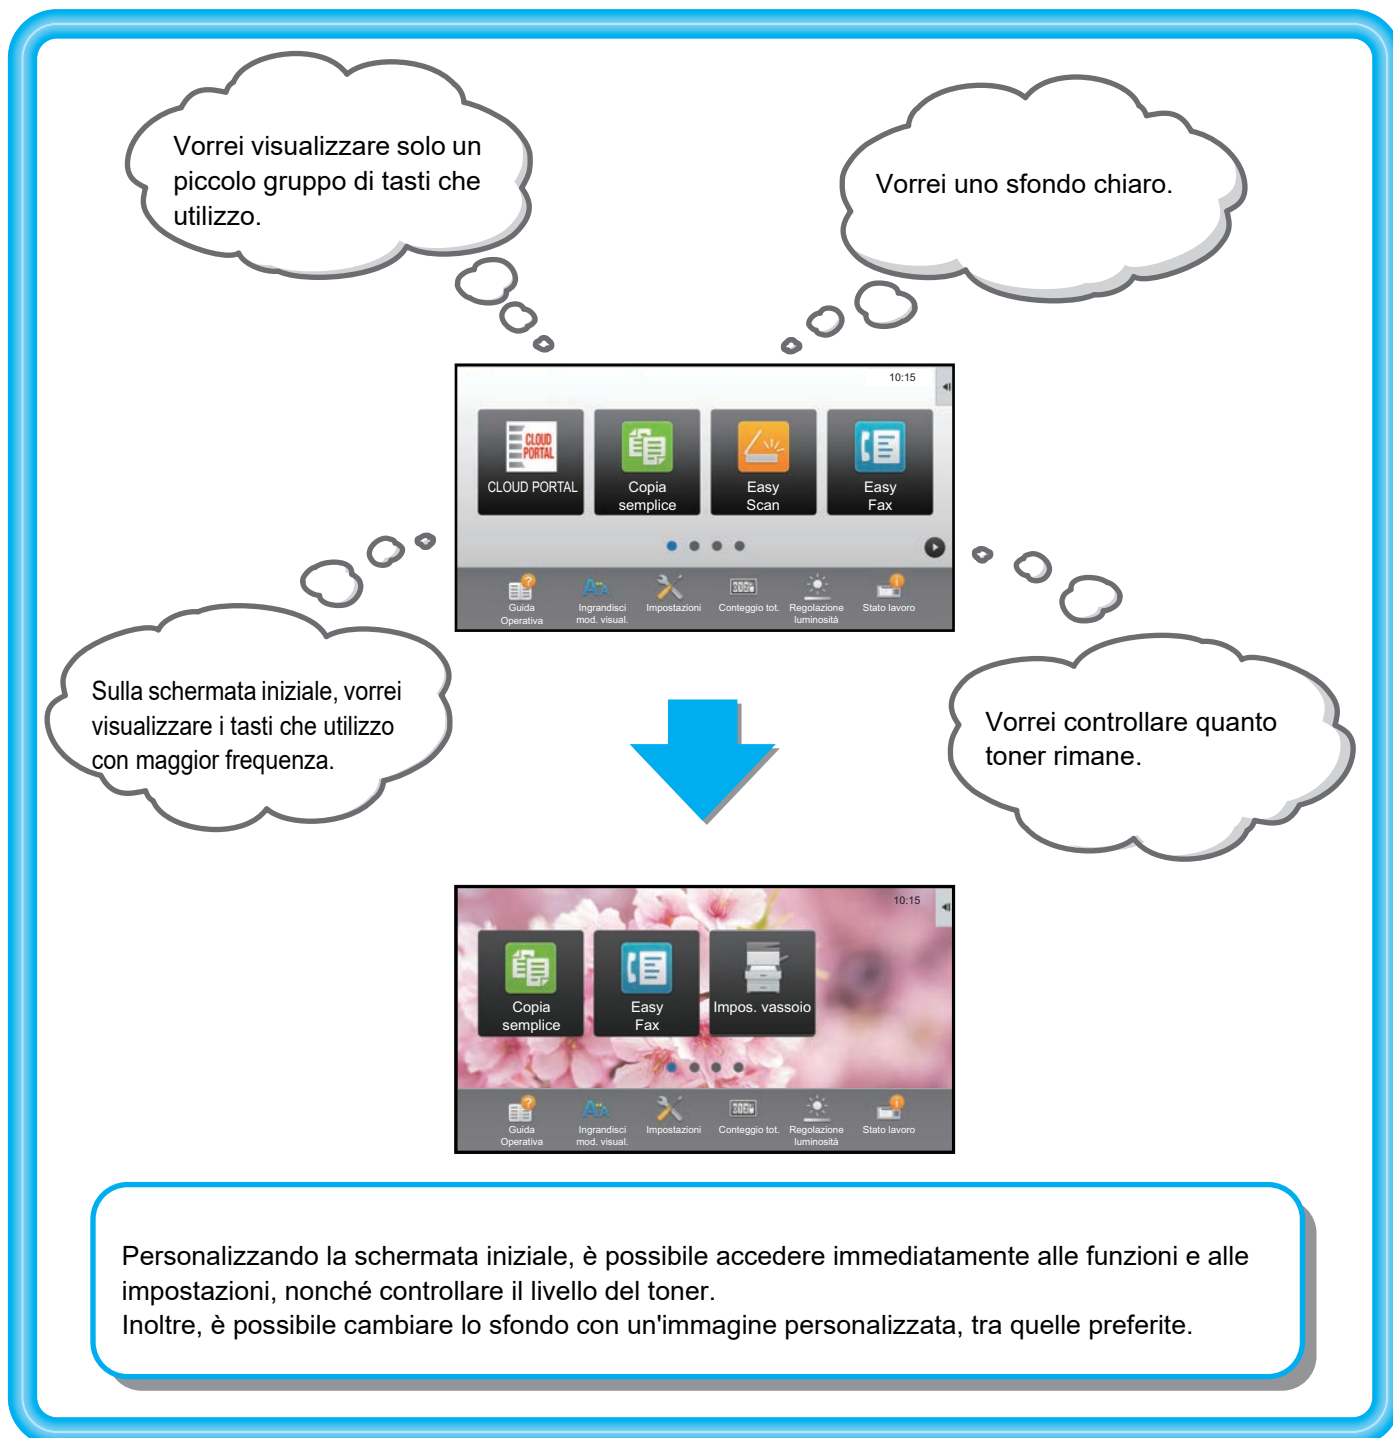 Vorrei visualizzare solo un
piccolo gruppo di tasti che
utilizzo.
Vorrei uno sfondo chiaro.
10:15
CLOUD
PORTAL
CLOUD PORTAL
Copia
semplice
Easy
Scan
Easy
Fax
Guida
Operativa
Ingrandisci
mod. visual.
Impostazioni
Conteggio tot.
Regolazione
luminosità
Stato lavoro
Sulla schermata iniziale, vorrei
visualizzare i tasti che utilizzo
con maggior frequenza.
Vorrei controllare quanto
toner rimane.
10:15
Copia
semplice
Easy
Fax
Impos. vassoio
Guida
Operativa
Ingrandisci
mod. visual.
Impostazioni
Conteggio tot.
Regolazione
luminosità
Stato lavoro
Personalizzando la schermata iniziale, è possibile accedere immediatamente alle funzioni e alle
impostazioni, nonché controllare il livello del toner.
Inoltre, è possibile cambiare lo sfondo con un'immagine personalizzata, tra quelle preferite.